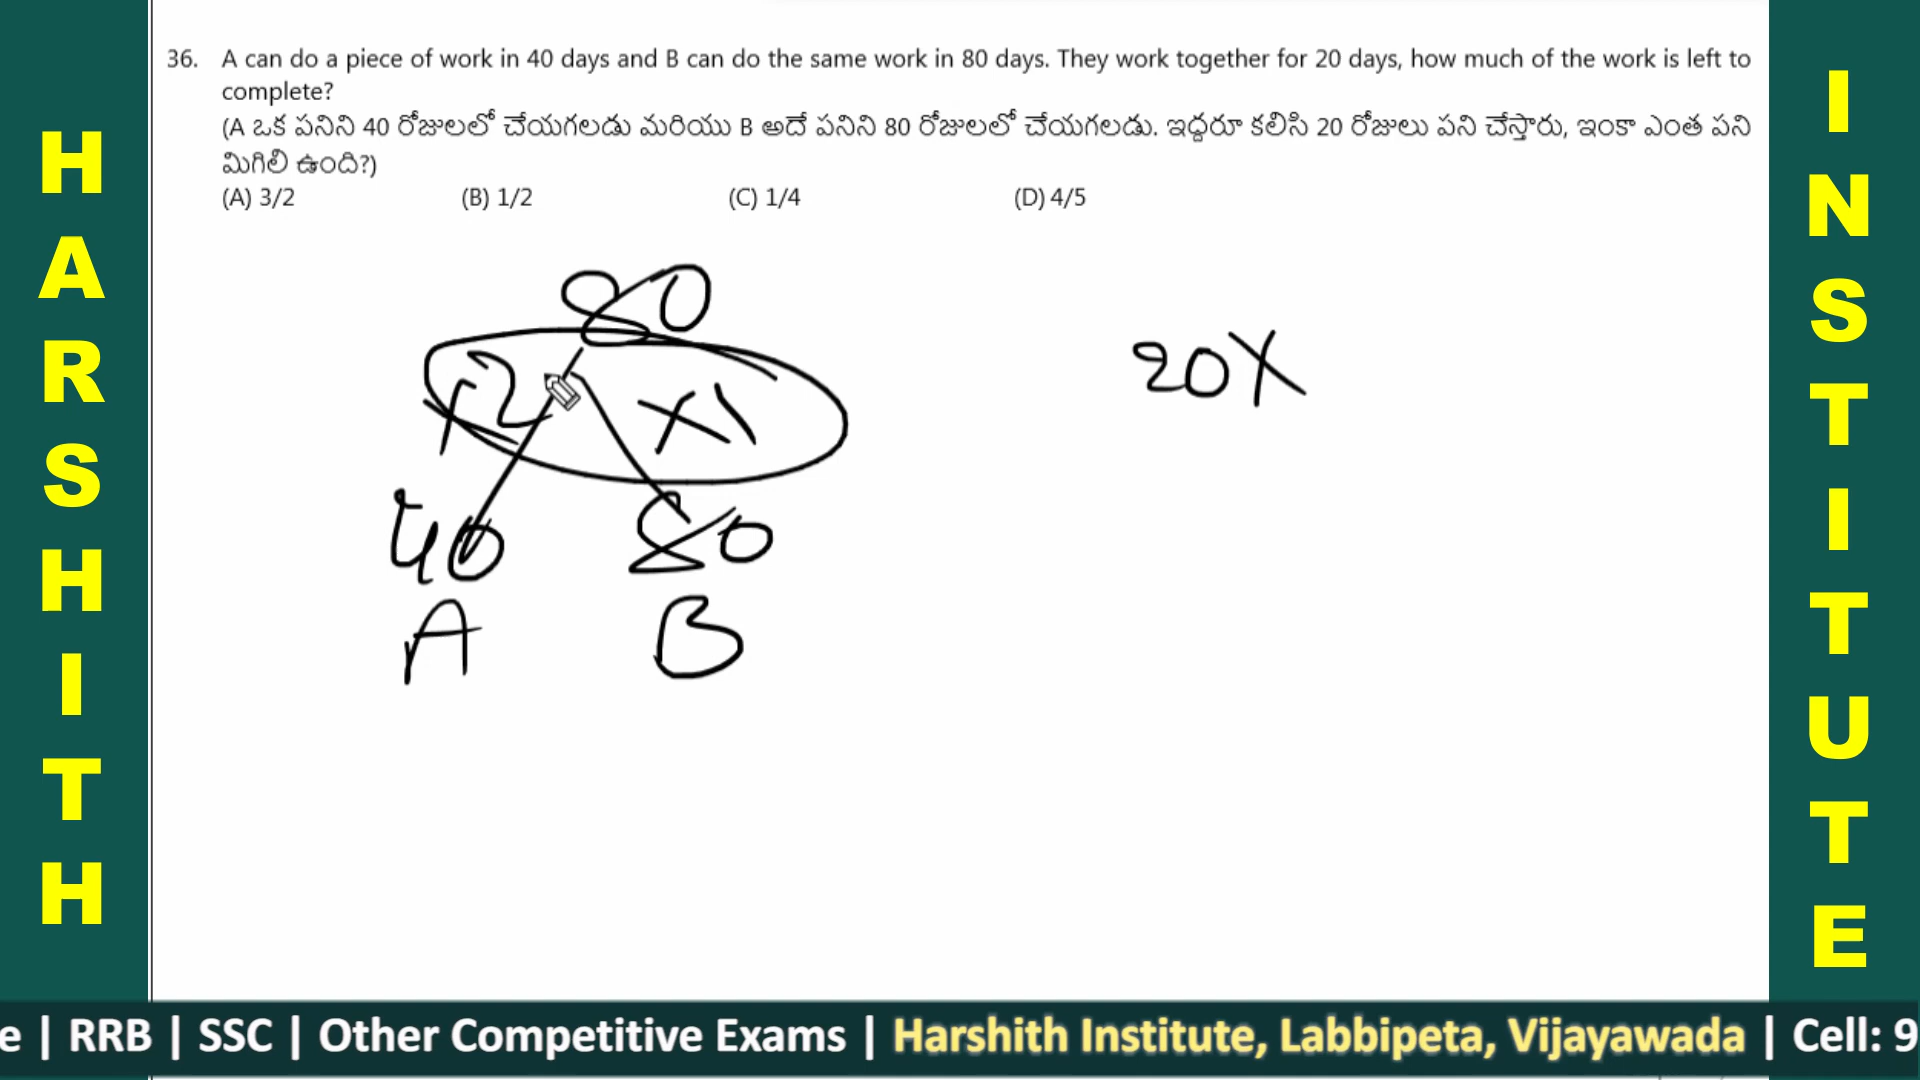 HARSHITH
36. A can do a piece of work in 40 days and B can do the same work in 80 days. They work together for 20 days, how much of the work is left to
complete?
(A ఒక పనిని 40 రోజులలో చేయగలడు మరియు B అదే పనిని 80 రోజులలో చేయగలడు. ఇద్దరూ కలిసి 20 రోజులు పని చేస్తారు, ఇంకా ఎంత పని
మిగిలి ఉంది?)
(A) 3/2 (B) 1/2 (C) 1/4 (D) 4/5
80
x2 x1
20X
40 80
A B
INSTITUTE
e | RRB | SSC | Other Competitive Exams | Harshith Institute, Labbipeta, Vijayawada | Cell: 9